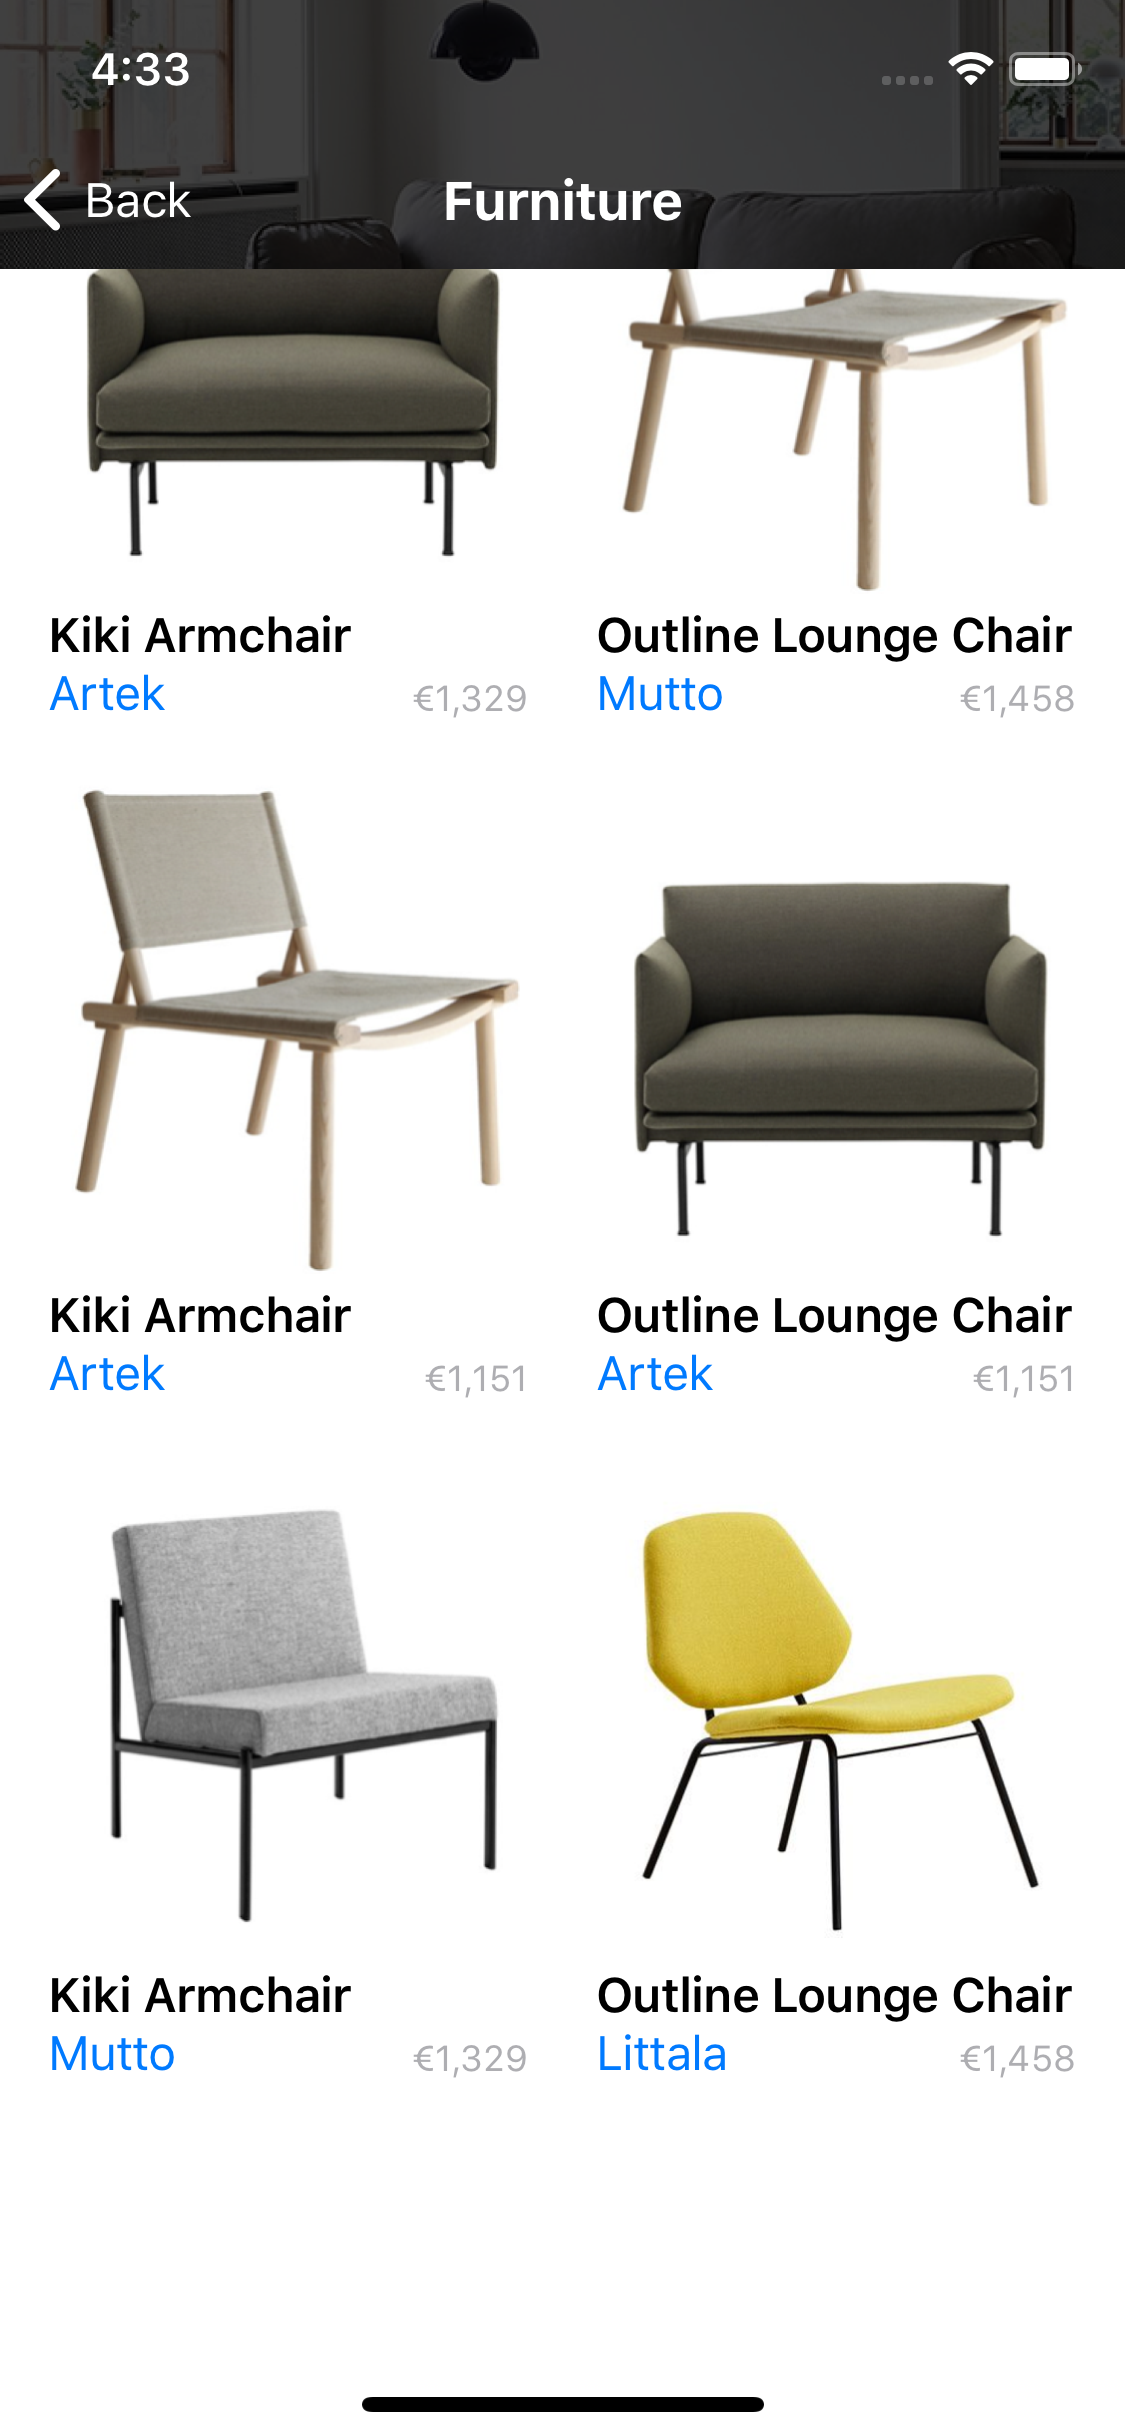 4:33
Back
Furniture
Kiki Armchair
Artek €1,329
Outline Lounge Chair
Mutto €1,458
Kiki Armchair
Artek €1,151
Outline Lounge Chair
Artek €1,151
Kiki Armchair
Mutto €1,329
Outline Lounge Chair
Littala €1,458